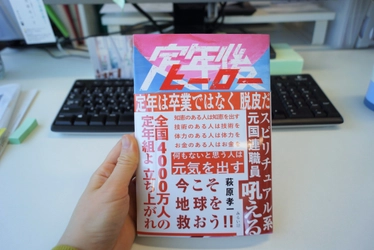 定年後
ヒーロー
定年は卒業ではなく脱皮だ
スピリチュアル系
元国連職員 吼える
知恵のある人は知恵を出す
技術のある人は技術を
体力のある人は体力を
お金のある人はお金を
何もないと思う人は
元気を出す
全国4000万人の
定年組よ立ち上がれ
今こそ
地球を
救おう!!
萩原孝一